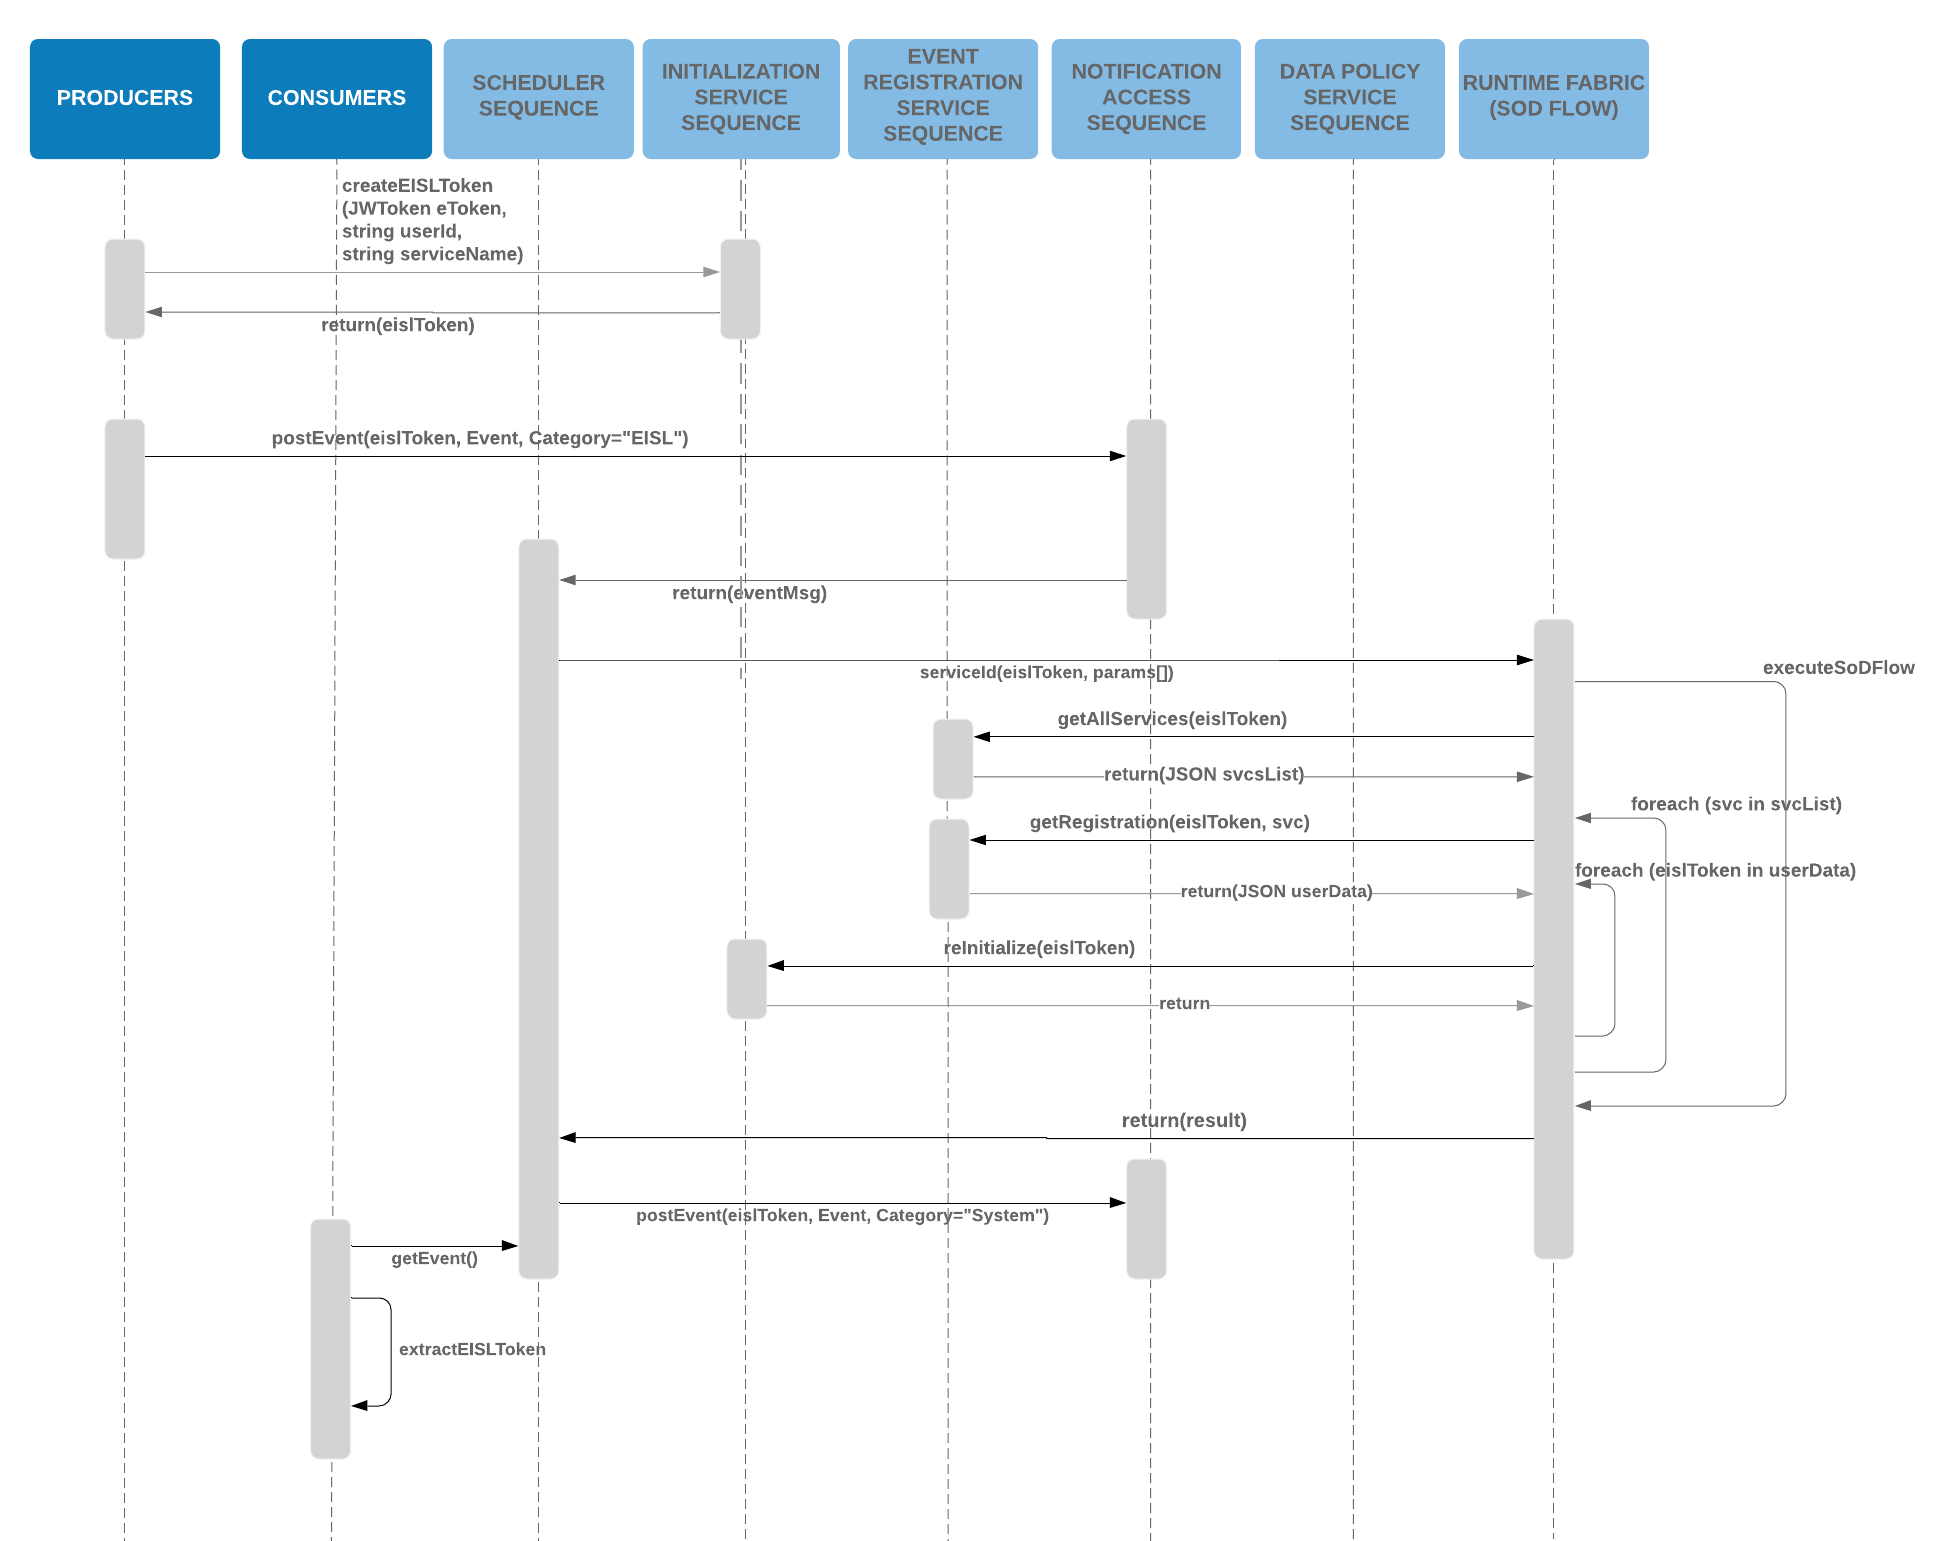 PRODUCERS
CONSUMERS
SCHEDULER
SEQUENCE
INITIALIZATION
SERVICE
SEQUENCE
EVENT
REGISTRATION
SERVICE
SEQUENCE
NOTIFICATION
ACCESS
SEQUENCE
DATA POLICY
SERVICE
SEQUENCE
RUNTIME FABRIC
(SOD FLOW)
createEISLToken
(JWToken eToken,
string userId,
string serviceName)
return(eislToken)
postEvent(eislToken, Event, Category="EISL")
return(eventMsg)
serviceId(eislToken, params[])
executeSoDFlow
getAllServices(eislToken)
return(JSON svcsList)
foreach (svc in svcList)
getRegistration(eislToken, svc)
foreach (eislToken in userData)
return(JSON userData)
reInitialize(eislToken)
return
return(result)
postEvent(eislToken, Event, Category="System")
getEvent()
extractEISLToken